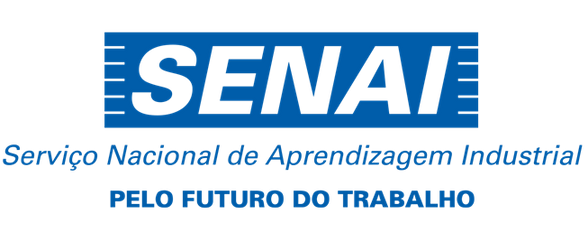 SENAI
Serviço Nacional de Aprendizagem Industrial
PELO FUTURO DO TRABALHO